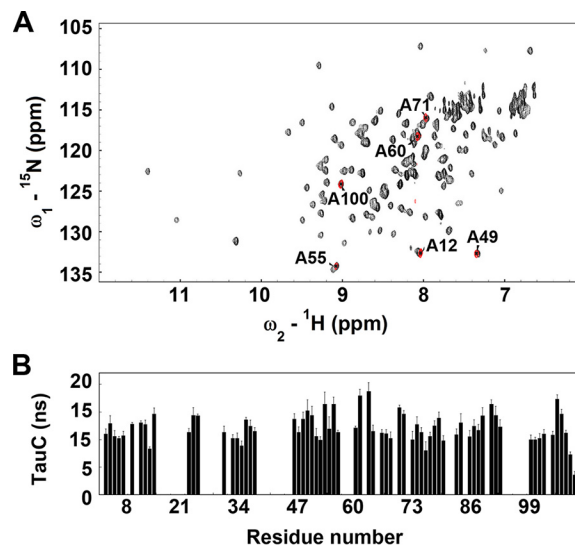 A
105
110
115
120
125
130
135
ω1 - 15N (ppm)
A71
A60
A100
A55
A12
A49
11
10
9
8
7
ω2 - 1H (ppm)
B
TauC (ns)
20
15
15
5
0
8
21
34
47
60
73
86
99
Residue number